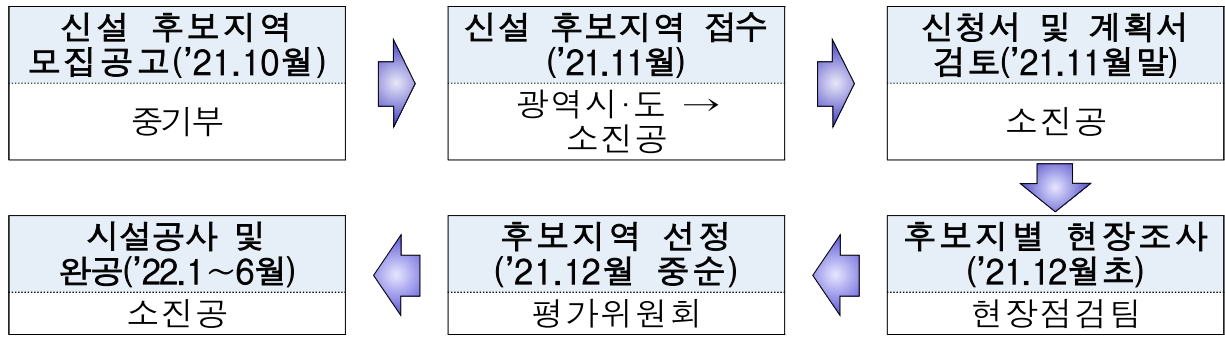 신설 후보지역
모집공고(’21.10월)
중기부
신설 후보지역 접수
(’21.11월)
광역시·도 →
소진공
신청서 및 계획서
검토(’21.11월말)
소진공
후보지별 현장조사
(’21.12월초)
현장점검팀
후보지역 선정
(’21.12월 중순)
평가위원회
시설공사 및
완공(’22.1～6월)
소진공